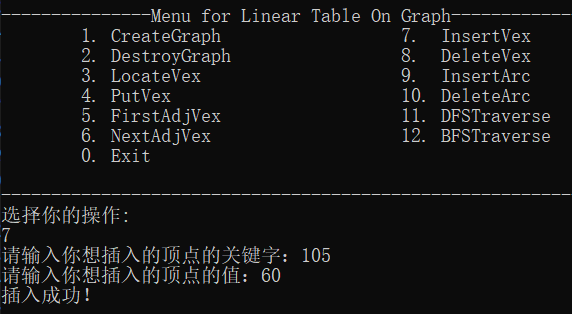 ---------------Menu for Linear Table On Graph------------
1. CreateGraph 7. InsertVex
2. DestroyGraph 8. DeleteVex
3. LocateVex 9. InsertArc
4. PutVex 10. DeleteArc
5. FirstAdjVex 11. DFSTraverse
6. NextAdjVex 12. BFSTraverse
0. Exit
---------------------------------------------------------
选择你的操作:
7
请输入你想插入的顶点的关键字：105
请输入你想插入的顶点的值：60
插入成功！